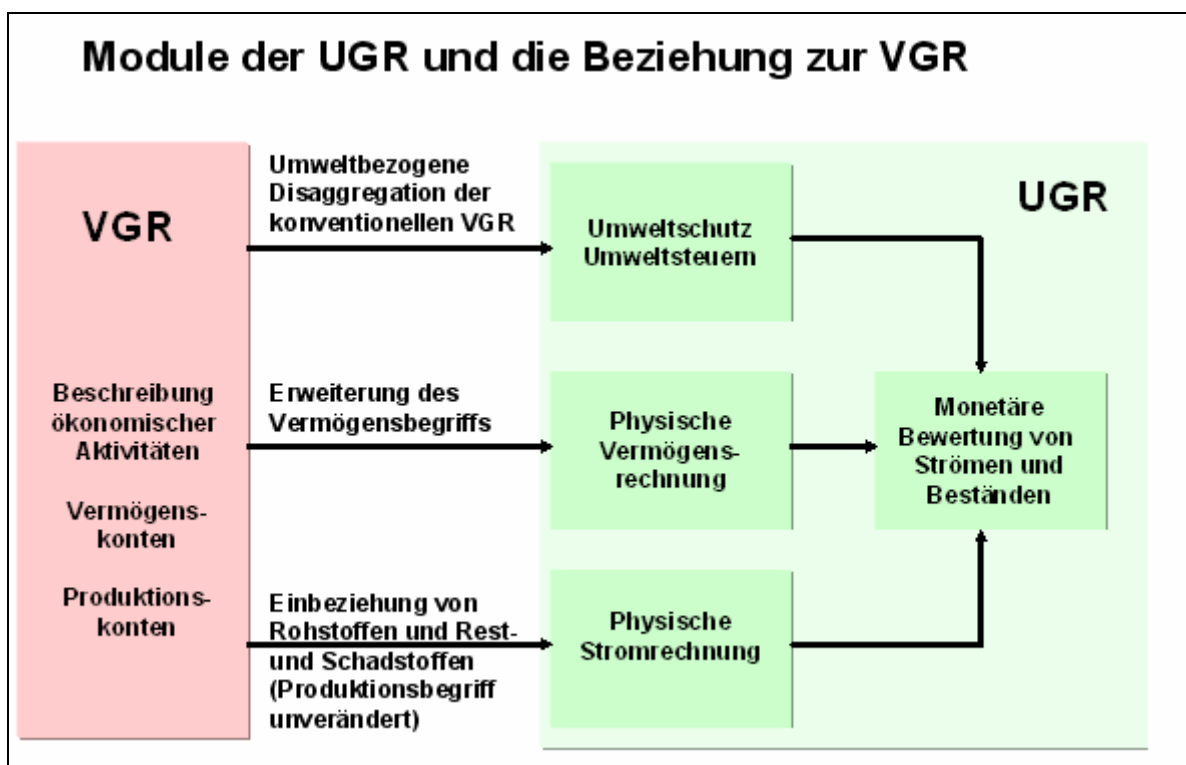 Module der UGR und die Beziehung zur VGR
VGR
Beschreibung
ökonomischer
Aktivitäten
Vermögens-
konten
Produktions-
konten
Umweltbezogene
Disaggregation der
konventionellen VGR
Erweiterung des
Vermögensbegriffs
Einbeziehung von
Rohstoffen und Rest-
und Schadstoffen
(Produktionsbegriff
unverändert)
UGR
Umweltschutz
Umweltsteuern
Physische
Vermögens-
rechnung
Physische
Stromrechnung
Monetäre
Bewertung von
Strömen und
Beständen